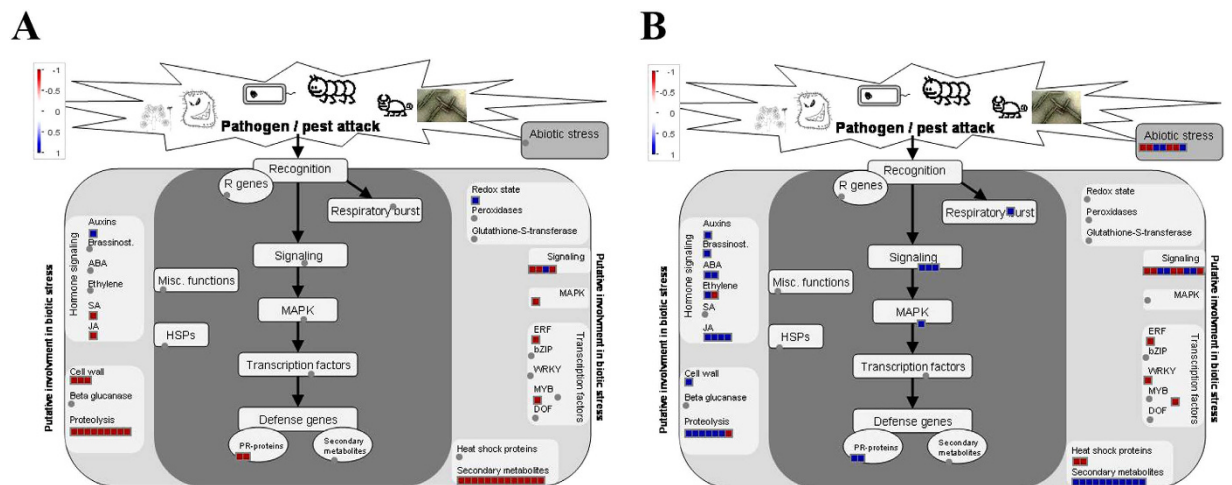 A
-1
0.5
0
0.5
1
Pathogen / pest attack
Abiotic stress
Recognition
R genes
Respiratory burst
Redox state
Peroxidases
Glutathione-S-transferase
Putative involvment in biotic stress
Hormone signaling
Auxins
Brassinost.
ABA
Ethylene
SA
JA
Signaling
Misc. functions
MAPK
HSPs
Transcription factors
Defense genes
PR-proteins
Secondary
metabolites
Cell wall
Beta glucanase
Proteolysis
Signaling
MAPK
ERF
bZIP
WRKY
MYB
DOF
Transcription factors
Putative involvment in biotic stress
Heat shock proteins
Secondary metabolites
B
-1
0.5
0
0.5
1
Pathogen / pest attack
Abiotic stress
Recognition
R genes
Respiratory burst
Redox state
Peroxidases
Glutathione-S-transferase
Putative involvment in biotic stress
Hormone signaling
Auxins
Brassinost.
ABA
Ethylene
SA
JA
Signaling
Misc. functions
MAPK
HSPs
Transcription factors
Defense genes
PR-proteins
Secondary
metabolites
Cell wall
Beta glucanase
Proteolysis
Signaling
MAPK
ERF
bZIP
WRKY
MYB
DOF
Transcription factors
Putative involvment in biotic stress
Heat shock proteins
Secondary metabolites